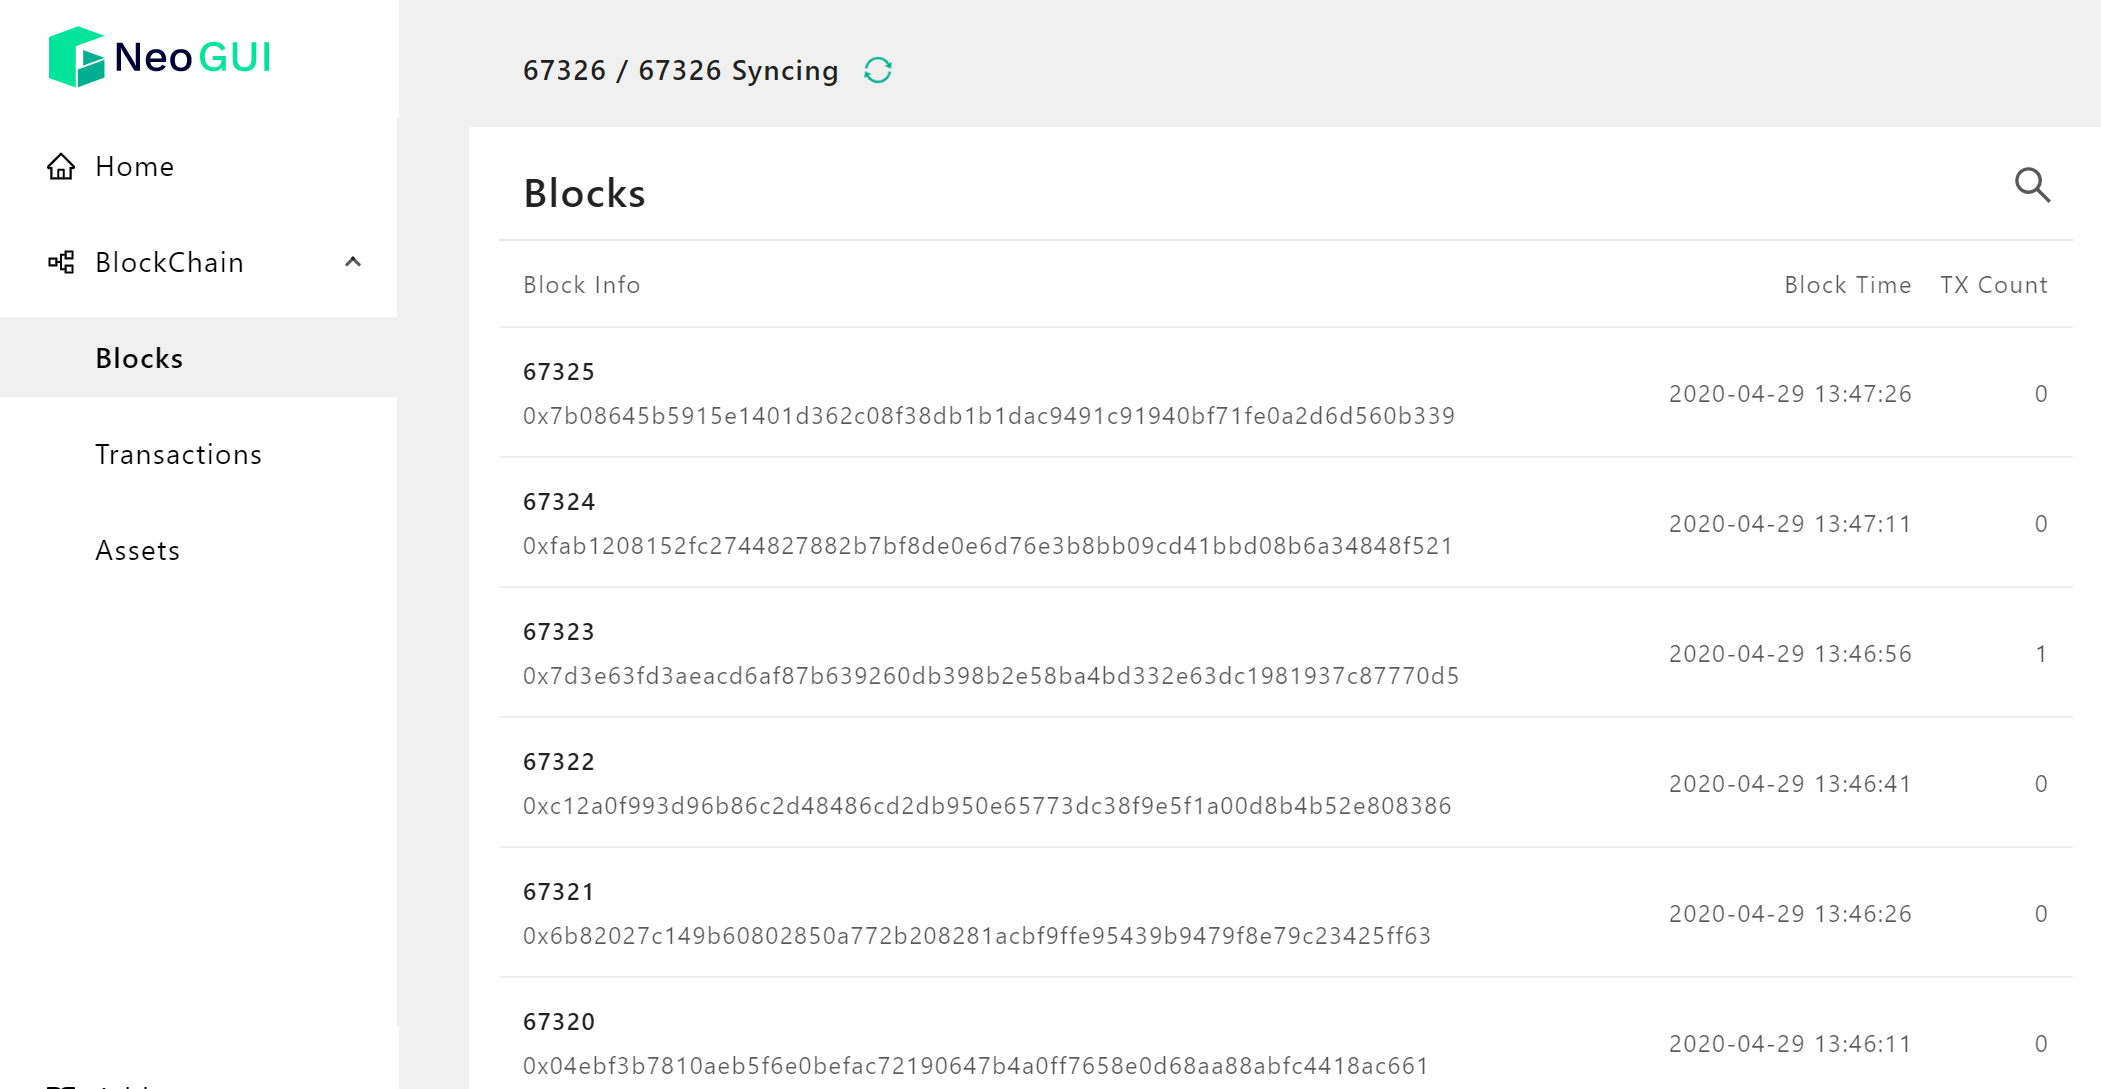 Neo GUI
67326 / 67326 Syncing
Home
BlockChain
Blocks
Transactions
Assets
Blocks
Block Info Block Time TX Count
67325
0x7b08645b5915e1401d362c08f38db1b1dac9491c91940bf71fe0a2d6d560b339
2020-04-29 13:47:26 0
67324
0xfab1208152fc2744827882b7bf8de0e6d76e3b8bb09cd41bbd08b6a34848f521
2020-04-29 13:47:11 0
67323
0x7d3e63fd3aeacd6af87b639260db398b2e58ba4bd332e63dc1981937c87770d5
2020-04-29 13:46:56 1
67322
0xc12a0f993d96b86c2d48486cd2db950e65773dc38f9e5f1a00d8b4b52e808386
2020-04-29 13:46:41 0
67321
0x6b82027c149b60802850a772b208281acbf9ffe95439b9479f8e79c23425ff63
2020-04-29 13:46:26 0
67320
0x04ebf3b7810aeb5f6e0befac72190647b4a0ff7658e0d68aa88abfc4418ac661
2020-04-29 13:46:11 0